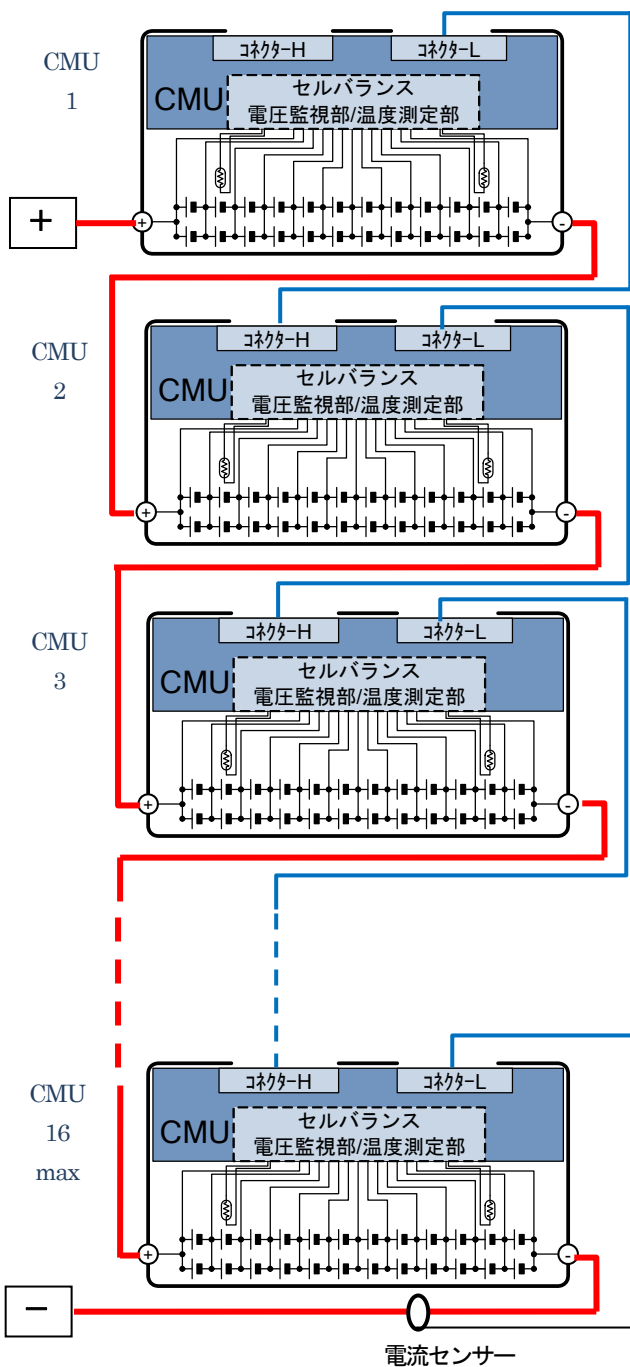 コネクターH
コネクターL
CMU
1
CMU
セルバランス
電圧監視部/温度測定部
+
+
-
コネクターH
コネクターL
CMU
2
CMU
セルバランス
電圧監視部/温度測定部
+
-
コネクターH
コネクターL
CMU
3
CMU
セルバランス
電圧監視部/温度測定部
+
-
コネクターH
コネクターL
CMU
16
max
CMU
セルバランス
電圧監視部/温度測定部
+
-
−
電流センサー